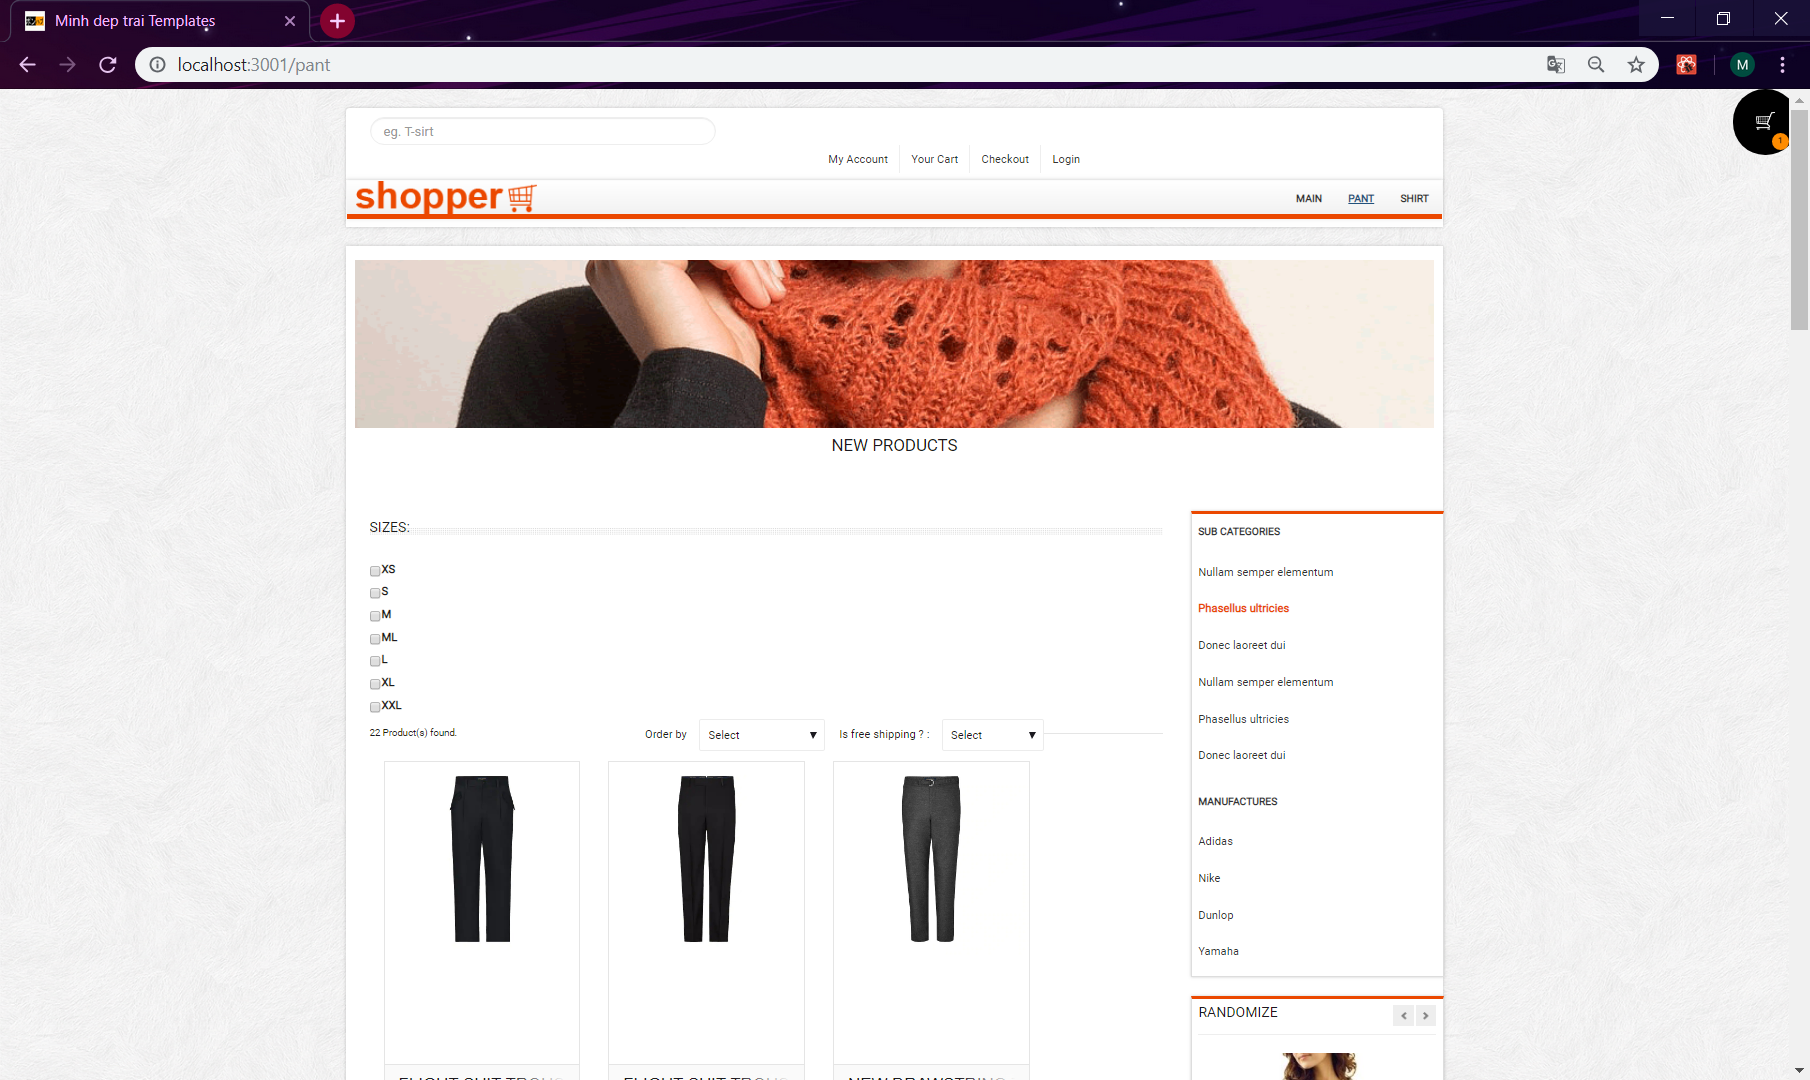 Minh dep trai Templates
localhost:3001/pant
M
eg. T-sirt
1
My Account
Your Cart
Checkout
Login
shopper
MAIN
PANT
SHIRT
NEW PRODUCTS
SIZES:
XS
S
M
ML
L
XL
XXL
22 Product(s) found.
Order by
Select
Is free shipping ? :
Select
SUB CATEGORIES
Nullam semper elementum
Phasellus ultricies
Donec laoreet dui
Nullam semper elementum
Phasellus ultricies
Donec laoreet dui
MANUFACTURES
Adidas
Nike
Dunlop
Yamaha
RANDOMIZE